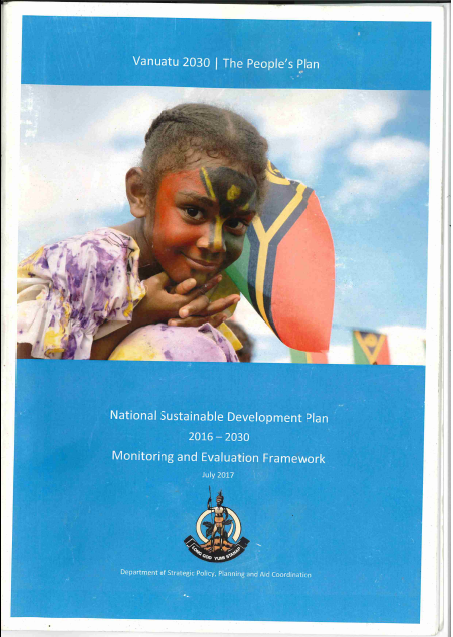 Vanuatu 2030 | The People's Plan
National Sustainable Development Plan
2016 – 2030
Monitoring and Evaluation Framework
July 2017
LONG GOD YUMI STANAP
Department of Strategic Policy, Planning and Aid Coordination